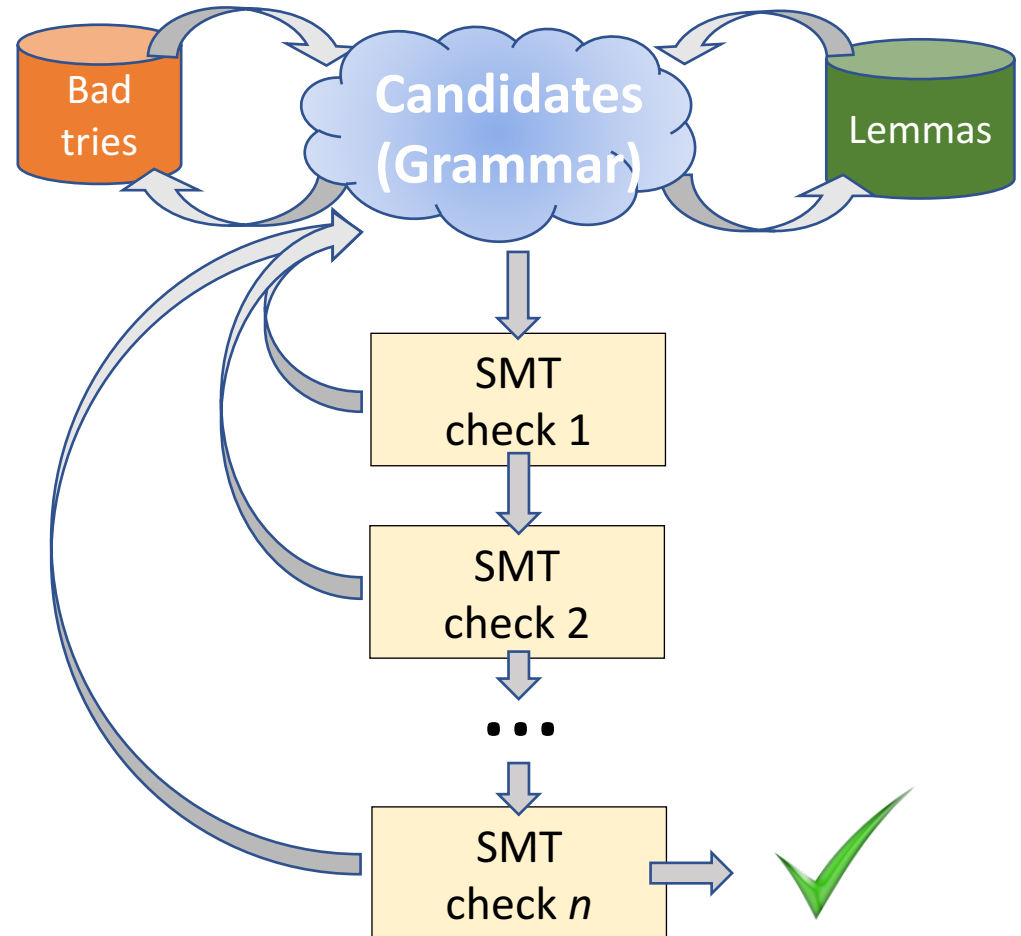 Bad
tries
Candidates
(Grammar)
Lemmas
SMT
check 1
SMT
check 2
...
SMT
check n